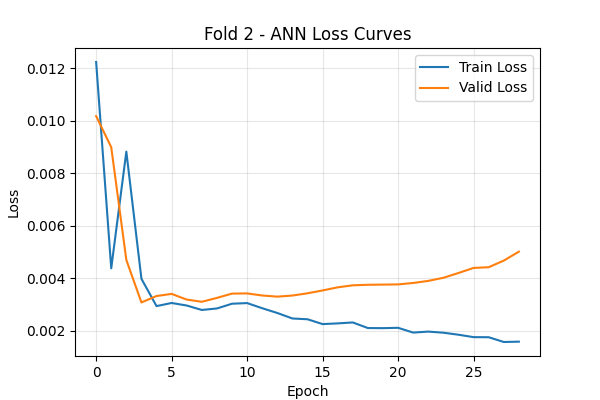 Fold 2 - ANN Loss Curves
Train Loss
Valid Loss
0.012
0.010
0.008
0.006
0.004
0.002
Loss
0 5 10 15 20 25
Epoch